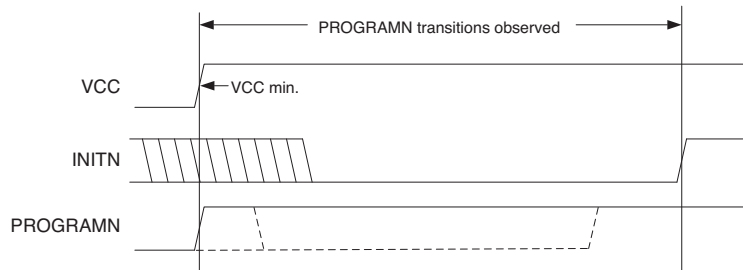 PROGRAMN transitions observed
VCC
VCC min.
INITN
PROGRAMN